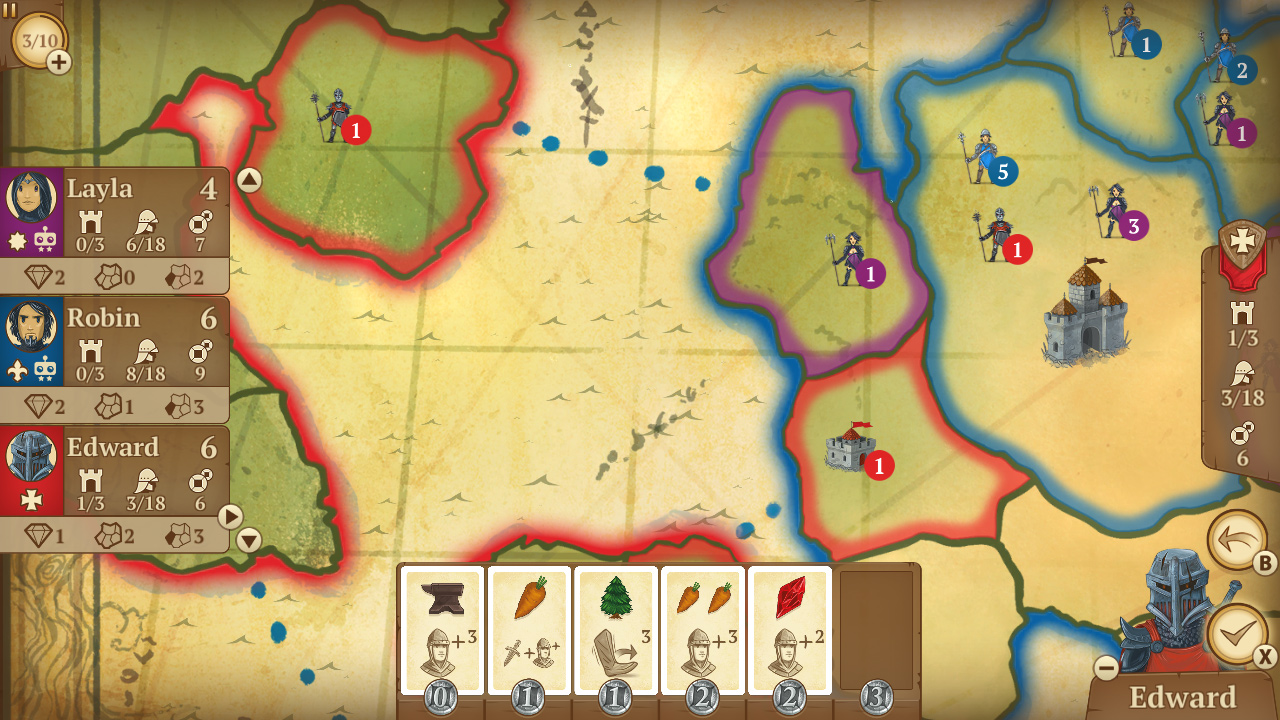 3/10
1
1
2
1
5
3
1
1
1
Layla 4
0/3 6/18 7
2 0 2
Robin 6
0/3 8/18 9
2 1 3
Edward 6
1/3 3/18 6
1 2 3
1/3
3/18
6
+3 + + 3 +3 +2
0 1 1 2 2 3
B
X
Edward